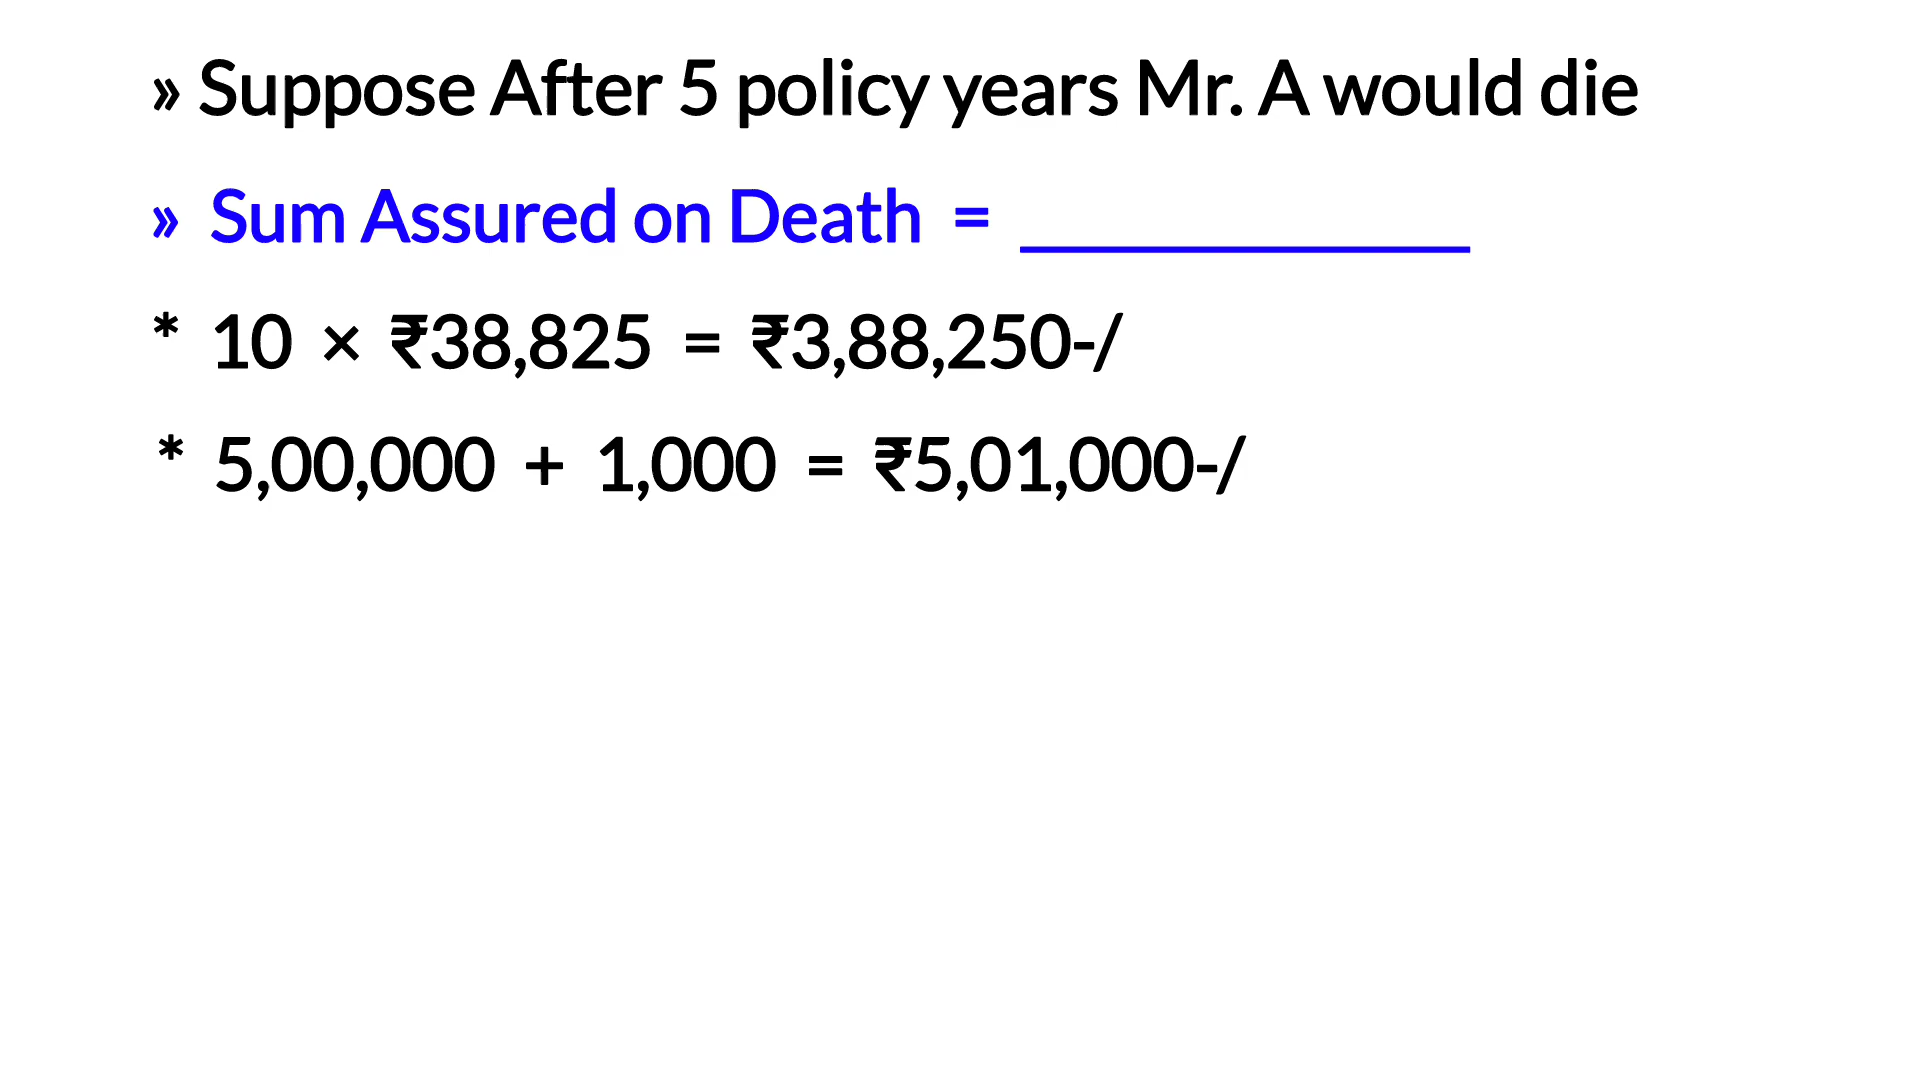 » Suppose After 5 policy years Mr. A would die
» Sum Assured on Death = ______________
* 10 × ₹38,825 = ₹3,88,250-/
* 5,00,000 + 1,000 = ₹5,01,000-/